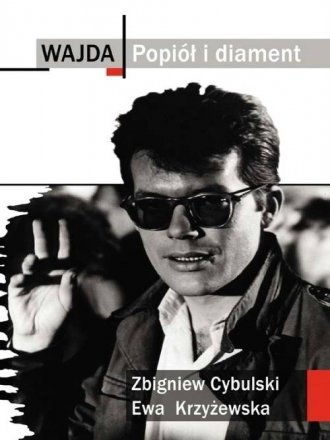 WAJDA Popiół i diament
Zbigniew Cybulski
Ewa Krzyżewska